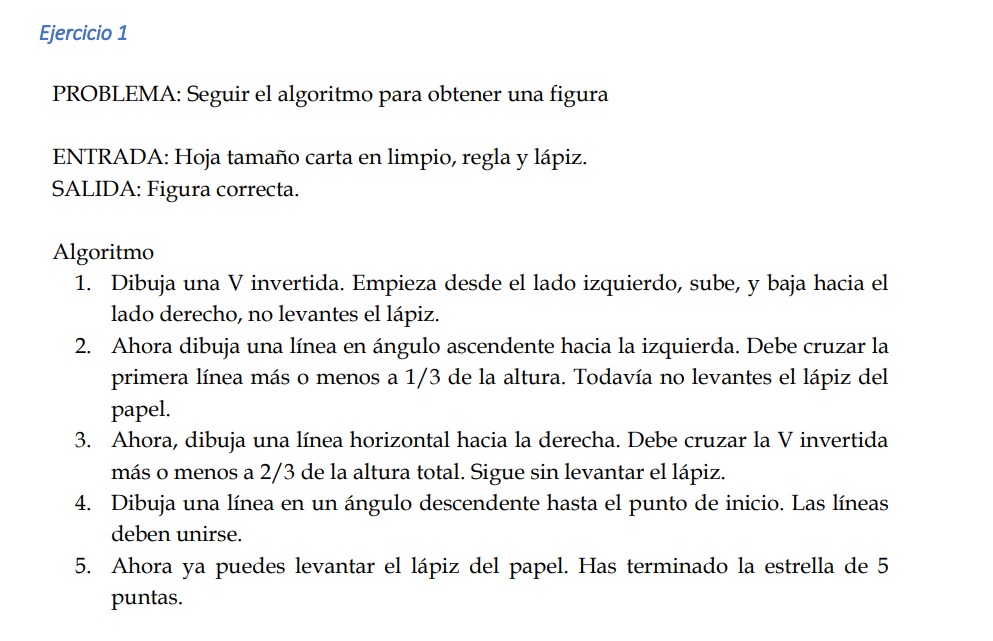 Ejercicio 1
PROBLEMA: Seguir el algoritmo para obtener una figura
ENTRADA: Hoja tamaño carta en limpio, regla y lápiz.
SALIDA: Figura correcta.
Algoritmo
1. Dibuja una V invertida. Empieza desde el lado izquierdo, sube, y baja hacia el
lado derecho, no levantes el lápiz.
2. Ahora dibuja una línea en ángulo ascendente hacia la izquierda. Debe cruzar la
primera línea más o menos a 1/3 de la altura. Todavía no levantes el lápiz del
papel.
3. Ahora, dibuja una línea horizontal hacia la derecha. Debe cruzar la V invertida
más o menos a 2/3 de la altura total. Sigue sin levantar el lápiz.
4. Dibuja una línea en un ángulo descendente hasta el punto de inicio. Las líneas
deben unirse.
5. Ahora ya puedes levantar el lápiz del papel. Has terminado la estrella de 5
puntas.